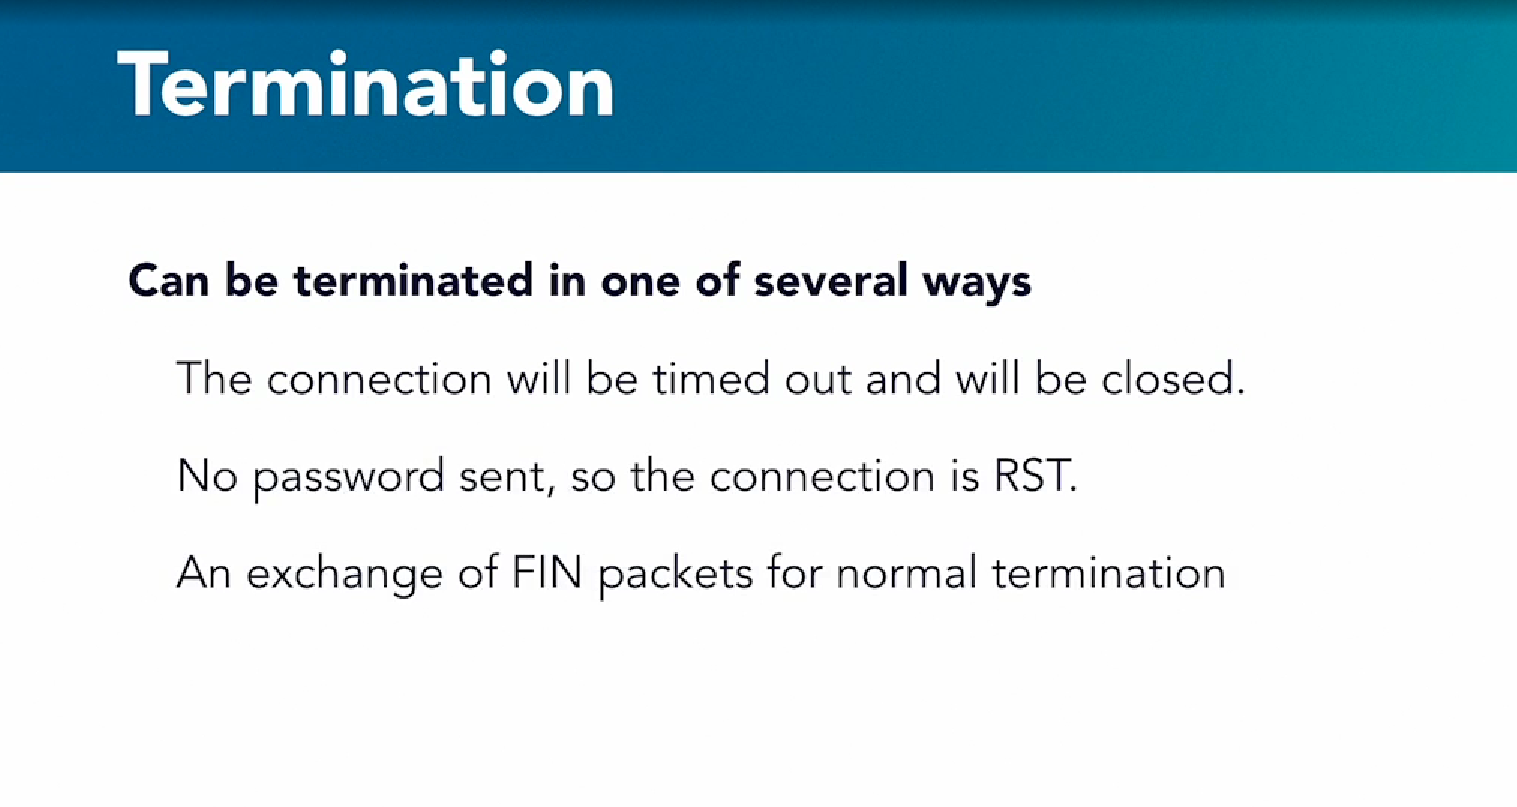 Termination
Can be terminated in one of several ways
The connection will be timed out and will be closed.
No password sent, so the connection is RST.
An exchange of FIN packets for normal termination